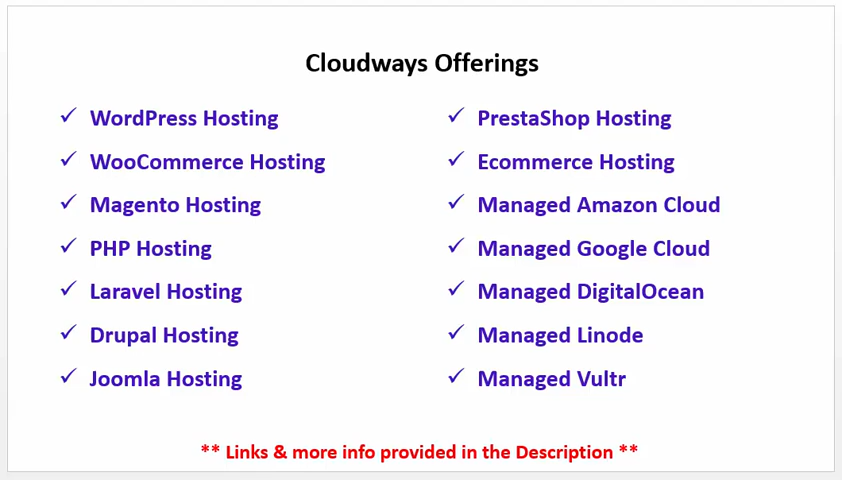 Cloudways Offerings
✓ WordPress Hosting
✓ WooCommerce Hosting
✓ Magento Hosting
✓ PHP Hosting
✓ Laravel Hosting
✓ Drupal Hosting
✓ Joomla Hosting
✓ PrestaShop Hosting
✓ Ecommerce Hosting
✓ Managed Amazon Cloud
✓ Managed Google Cloud
✓ Managed DigitalOcean
✓ Managed Linode
✓ Managed Vultr
** Links & more info provided in the Description **